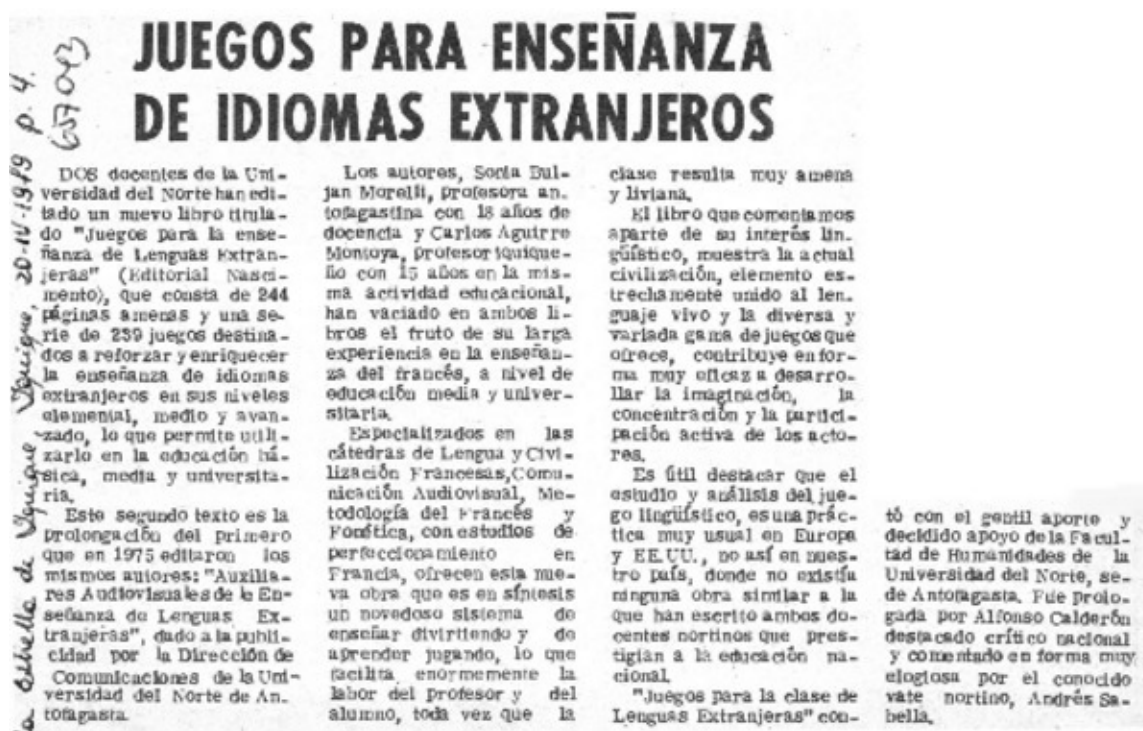 JUEGOS PARA ENSEÑANZA
DE IDIOMAS EXTRANJEROS
La Estrella de Iquique, Iquique, 20-IV-1979 p. 4.
657093
DOS docentes de la Uni-
versidad del Norte han edi-
tado un nuevo libro titula-
do "Juegos para la ense-
ñanza de Lenguas Extran-
jeras" (Editorial Nasci-
mento), que consta de 244
páginas amenas y una se-
rie de 239 juegos destina-
dos a reforzar y enriquecer
la enseñanza de idiomas
extranjeros en sus niveles
elemental, medio y avan-
zado, lo que permite utili-
zarlo en la educación bá-
sica, media y universita-
ria.
Este segundo texto es la
prolongación del primero
que en 1975 editaron los
mismos autores: "Auxilia-
res Audiovisuales de la En-
señanza de Lenguas Ex-
tranjeras", dado a la publi-
cidad por la Dirección de
Comunicaciones de la Uni-
versidad del Norte de An-
tofagasta.
Los autores, Sonia Bul-
jan Morelli, profesora an-
tofagastina con 18 años de
docencia y Carlos Aguirre
Montoya, profesor iquique-
ño con 15 años en la mis-
ma actividad educacional,
han vaciado en ambos li-
bros el fruto de su larga
experiencia en la enseñan-
za del francés, a nivel de
educación media y univer-
sitaria.
Especializados en las
cátedras de Lengua y Civi-
lización Francesas, Comu-
nicación Audiovisual, Me-
todología del Francés y
Fonética, con estudios de
perfeccionamiento en
Francia, ofrecen esta nue-
va obra que es en síntesis
un novedoso sistema de
enseñar divirtiendo y de
aprender jugando, lo que
facilita enormemente la
labor del profesor y del
alumno, toda vez que la
clase resulta muy amena
y liviana.
El libro que comentamos
aparte de su interés lin-
güístico, muestra la actual
civilización, elemento es-
trechamente unido al len-
guaje vivo y la diversa y
variada gama de juegos que
ofrece, contribuye en for-
ma muy eficaz a desarro-
llar la imaginación, la
concentración y la partici-
pación activa de los acto-
res.
Es útil destacar que el
estudio y análisis del jue-
go lingüístico, es una prác-
tica muy usual en Europa
y EE.UU., no así en nues-
tro país, donde no existía
ninguna obra similar a la
que han escrito ambos do-
centes nortinos que pres-
tigian a la educación na-
cional.
"Juegos para la clase de
Lenguas Extranjeras" con-
tó con el gentil aporte y
decidido apoyo de la Facul-
tad de Humanidades de la
Universidad del Norte, se-
de Antofagasta. Fue prolo-
gada por Alfonso Calderón
destacado crítico nacional
y comentado en forma muy
elogiosa por el conocido
vate nortino, Andrés Sa-
bella.